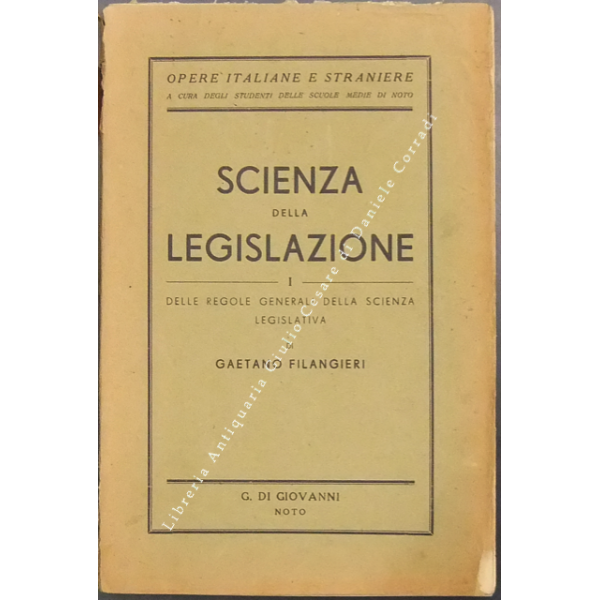 OPERE ITALIANE E STRANIERE
A CURA DEGLI STUDENTI DELLE SCUOLE MEDIE DI NOTO
SCIENZA
DELLA
LEGISLAZIONE
I
DELLE REGOLE GENERALI DELLA SCIENZA
LEGISLATIVA
DI
GAETANO FILANGIERI
G. DI GIOVANNI
NOTO
Libreria Antiquaria Giulio Cesare di Daniele Corradi